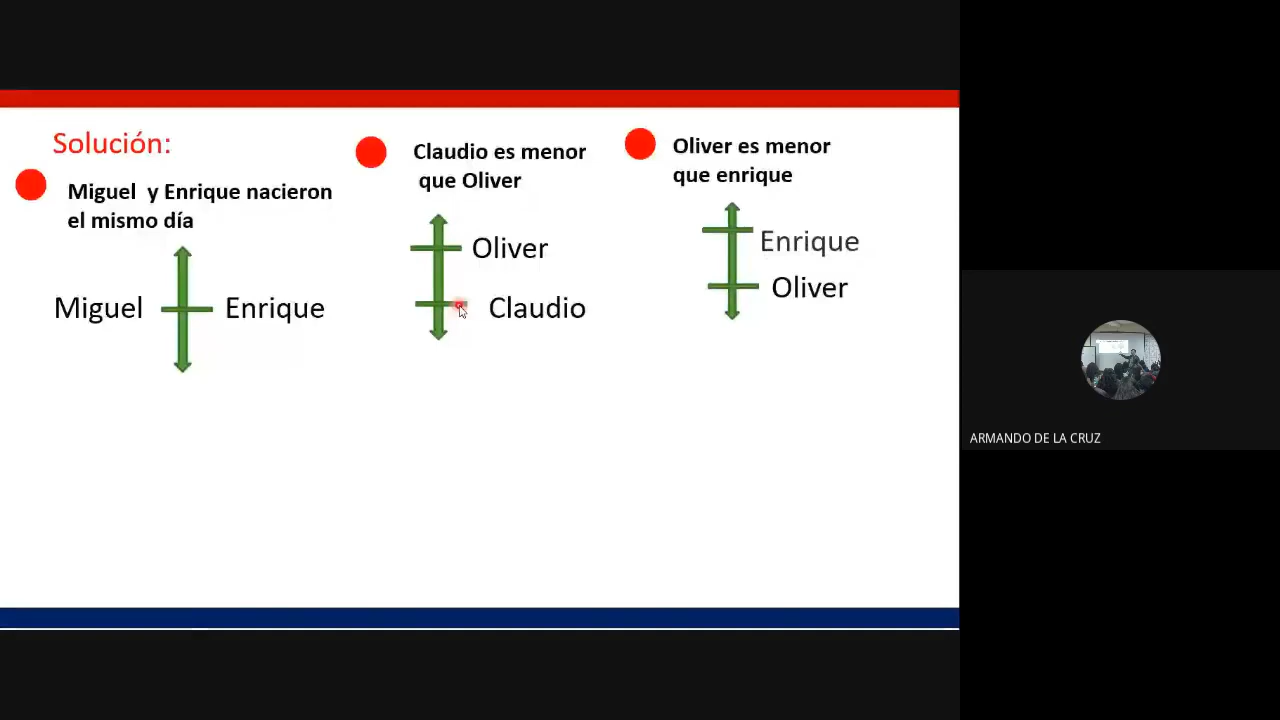 Solución:
Miguel y Enrique nacieron
el mismo día
Miguel
Enrique
Claudio es menor
que Oliver
Oliver
Claudio
Oliver es menor
que enrique
Enrique
Oliver
ARMANDO DE LA CRUZ